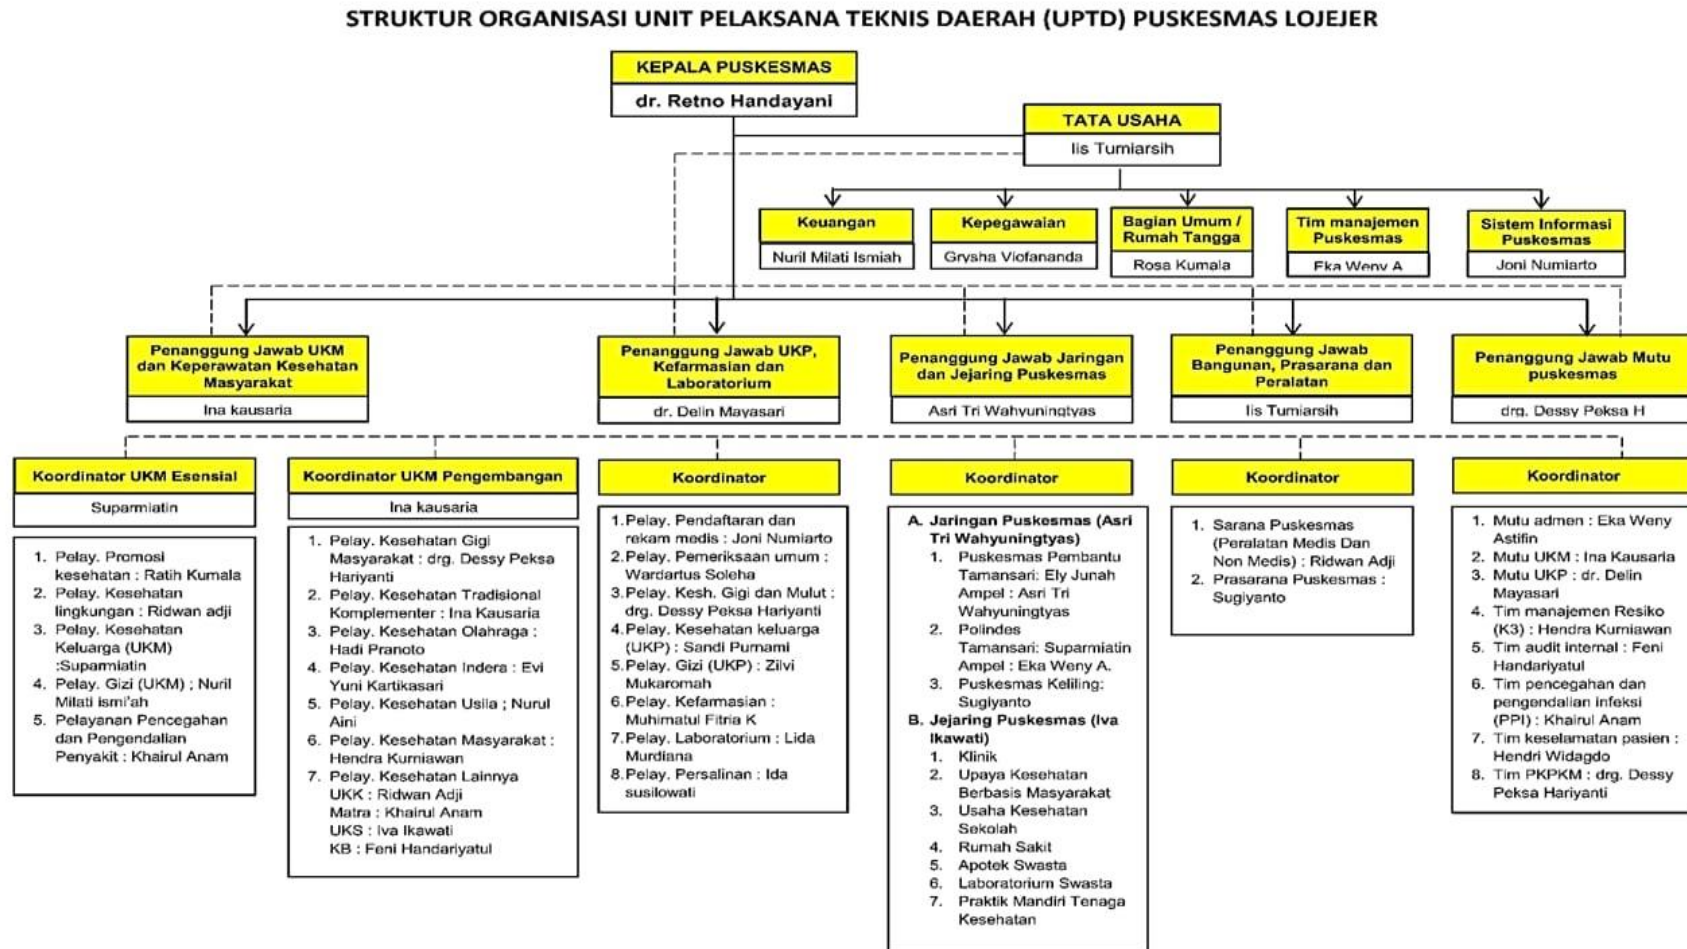 STRUKTUR ORGANISASI UNIT PELAKSANA TEKNIS DAERAH (UPTD) PUSKESMAS LOJEJER
KEPALA PUSKESMAS
dr. Retno Handayani
TATA USAHA
Iis Tumiarsih
Keuangan
Nuril Milati Ismiah
Kepegawaian
Grysha Viofananda
Bagian Umum /
Rumah Tangga
Rosa Kumala
Tim manajemen
Puskesmas
Eka Weny A
Sistem Informasi
Puskesmas
Joni Numiarto
Penanggung Jawab UKM
dan Keperawatan Kesehatan
Masyarakat
Ina kausaria
Penanggung Jawab UKP,
Kefarmasian dan
Laboratorium
dr. Delin Mayasari
Penanggung Jawab Jaringan
dan Jejaring Puskesmas
Asri Tri Wahyuningtyas
Penanggung Jawab
Bangunan, Prasarana dan
Peralatan
Iis Tumiarsih
Penanggung Jawab Mutu
puskesmas
drg. Dessy Peksa H
Koordinator UKM Esensial
Suparmiatin
1. Pelay. Promosi
kesehatan : Ratih Kumala
2. Pelay. Kesehatan
lingkungan : Ridwan adji
3. Pelay. Kesehatan
Keluarga (UKM)
:Suparmiatin
4. Pelay. Gizi (UKM) ; Nuril
Milati ismi'ah
5. Pelayanan Pencegahan
dan Pengendalian
Penyakit : Khairul Anam
Koordinator UKM Pengembangan
Ina kausaria
1. Pelay. Kesehatan Gigi
Masyarakat : drg. Dessy Peksa
Hariyanti
2. Pelay. Kesehatan Tradisional
Komplementer : Ina Kausaria
3. Pelay. Kesehatan Olahraga :
Hadi Pranoto
4. Pelay. Kesehatan Indera : Evi
Yuni Kartikasari
5. Pelay. Kesehatan Usila ; Nurul
Aini
6. Pelay. Kesehatan Masyarakat :
Hendra Kurniawan
7. Pelay. Kesehatan Lainnya
UKK : Ridwan Adji
Matra : Khairul Anam
UKS : Iva Ikawati
KB : Feni Handariyatul
Koordinator
1.Pelay. Pendaftaran dan
rekam medis : Joni Numiarto
2.Pelay. Pemeriksaan umum :
Wardartus Soleha
3.Pelay. Kesh. Gigi dan Mulut :
drg. Dessy Peksa Hariyanti
4.Pelay. Kesehatan keluarga
(UKP) : Sandi Purnami
5.Pelay. Gizi (UKP) : Zilvi
Mukaromah
6.Pelay. Kefarmasian :
Muhimatul Fitria K
7.Pelay. Laboratorium : Lida
Murdiana
8.Pelay. Persalinan : Ida
susilowati
Koordinator
A. Jaringan Puskesmas (Asri
Tri Wahyuningtyas)
1. Puskesmas Pembantu
Tamansari: Ely Junah
Ampel : Asri Tri
Wahyuningtyas
2. Polindes
Tamansari: Suparmiatin
Ampel : Eka Weny A.
3. Puskesmas Keliling:
Sugiyanto
B. Jejaring Puskesmas (Iva
Ikawati)
1. Klinik
2. Upaya Kesehatan
Berbasis Masyarakat
3. Usaha Kesehatan
Sekolah
4. Rumah Sakit
5. Apotek Swasta
6. Laboratorium Swasta
7. Praktik Mandiri Tenaga
Kesehatan
Koordinator
1. Sarana Puskesmas
(Peralatan Medis Dan
Non Medis) : Ridwan Adji
2. Prasarana Puskesmas :
Sugiyanto
Koordinator
1. Mutu admen : Eka Weny
Astifin
2. Mutu UKM : Ina Kausaria
3. Mutu UKP : dr. Delin
Mayasari
4. Tim manajemen Resiko
(K3) : Hendra Kurniawan
5. Tim audit internal : Feni
Handariyatul
6. Tim pencegahan dan
pengendalian infeksi
(PPI) : Khairul Anam
7. Tim keselamatan pasien :
Hendri Widagdo
8. Tim PKPKM : drg. Dessy
Peksa Hariyanti